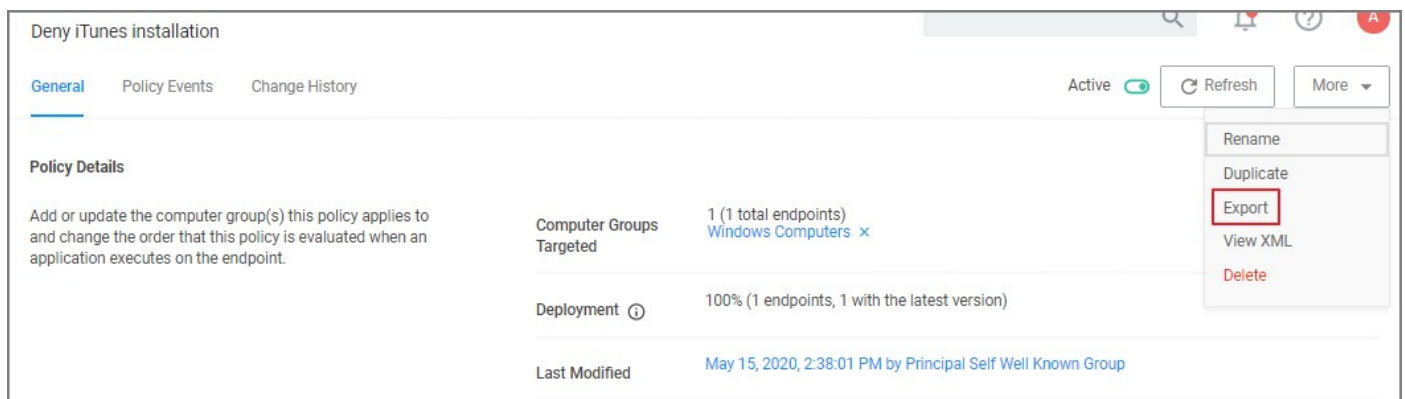 Deny iTunes installation
A
General Policy Events Change History
Active Refresh More
Rename
Duplicate
Export
View XML
Delete
Policy Details
Add or update the computer group(s) this policy applies to
and change the order that this policy is evaluated when an
application executes on the endpoint.
Computer Groups
Targeted
1 (1 total endpoints)
Windows Computers ×
Deployment
100% (1 endpoints, 1 with the latest version)
Last Modified
May 15, 2020, 2:38:01 PM by Principal Self Well Known Group